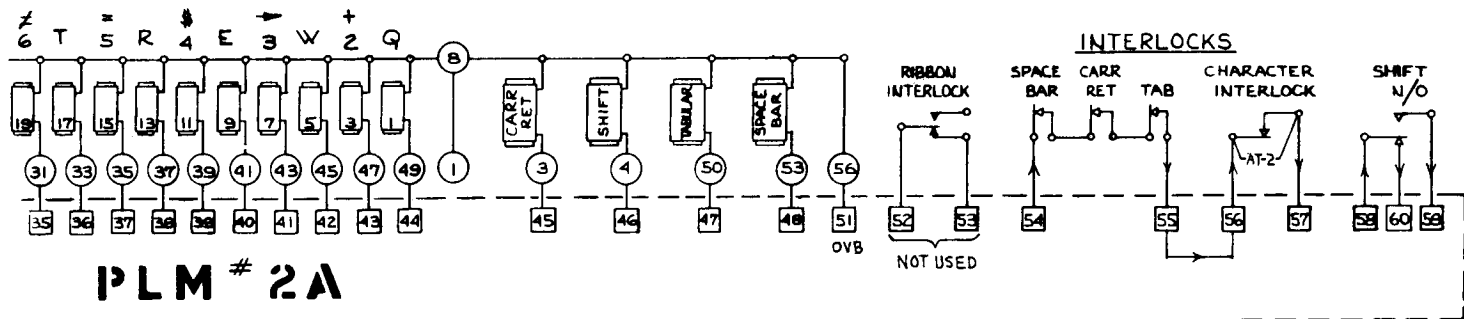 INTERLOCKS
≠ = $ → +
6 T 5 R 4 E 3 W 2 Q
8
RIBBON INTERLOCK
SPACE BAR
CARR RET
TAB
CHARACTER INTERLOCK
SHIFT N/O
19 17 15 13 11 9 7 5 3 1
CARR RET
SHIFT
TABULAR
SPACE BAR
AT-2
31 33 35 37 39 41 43 45 47 49 1 3 4 50 53 56
35 36 37 38 39 40 41 42 43 44 45 46 47 48 51 52 53 54 55 56 57 58 60 59
OVB
NOT USED
PLM # 2A